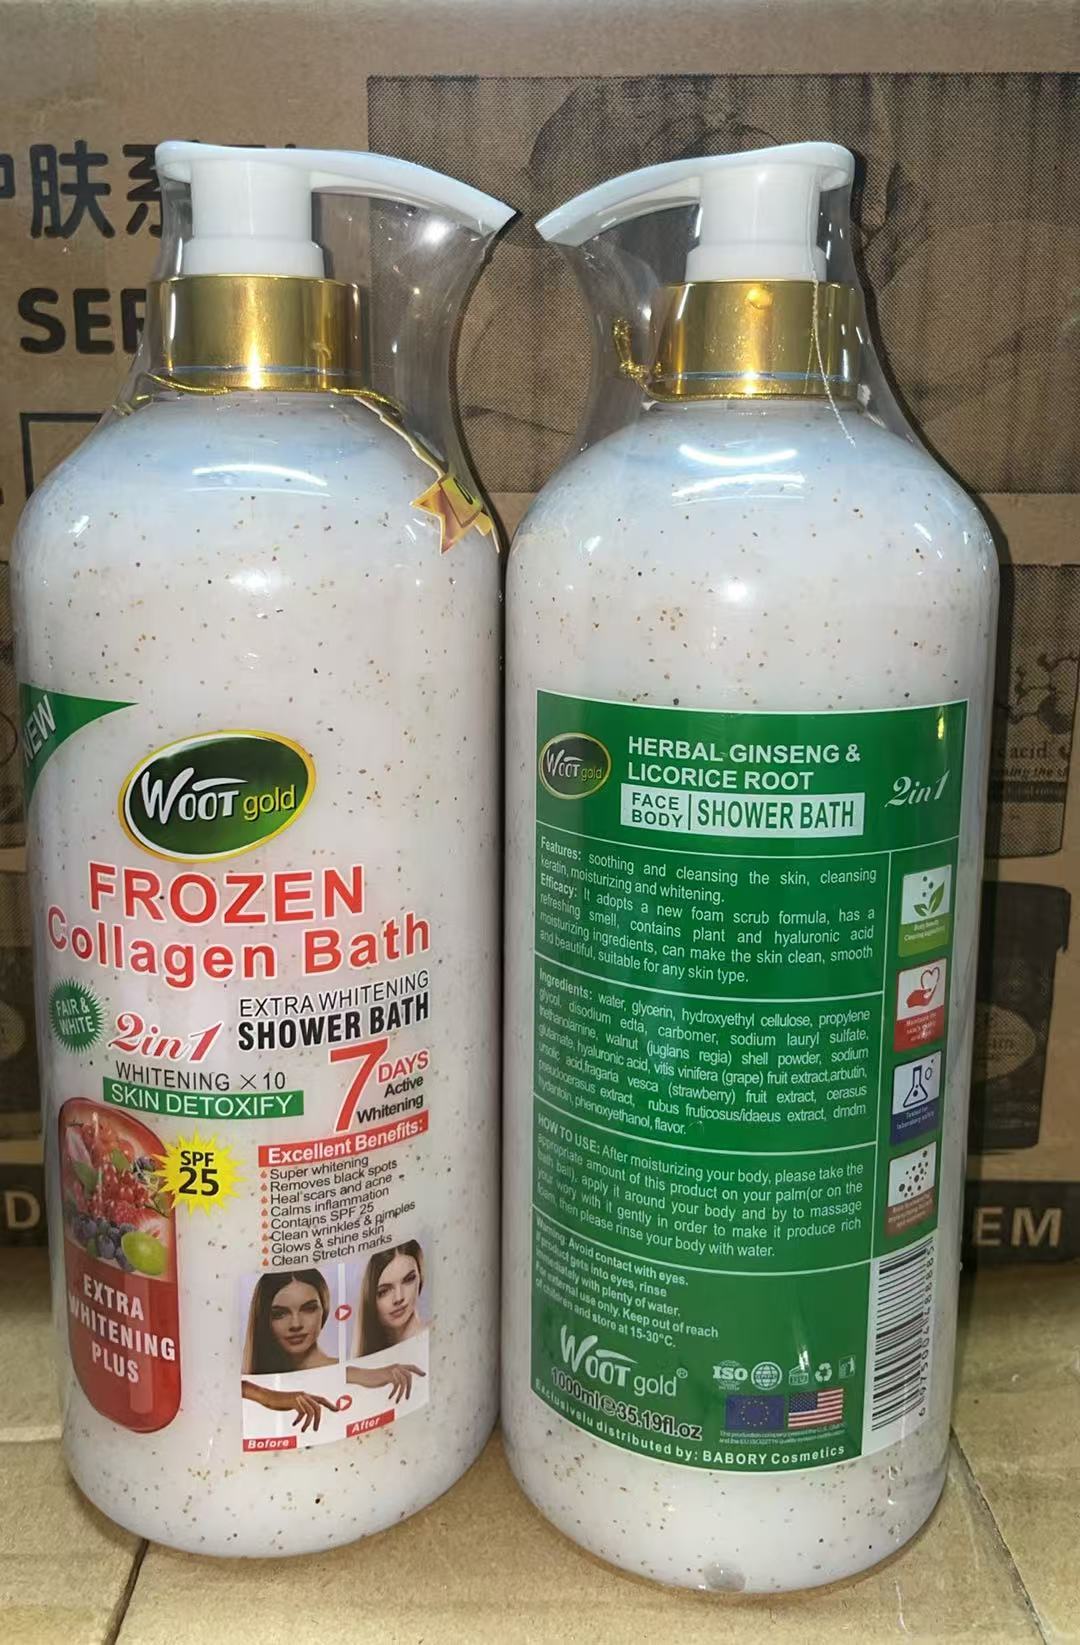 肤
SER
NEW
WOOT gold
FROZEN
Collagen Bath
FAIR &
WHITE
2in1
EXTRA WHITENING
SHOWER BATH
WHITENING ×10
SKIN DETOXIFY
7 DAYS
Active
Whitening
Excellent Benefits:
Super whitening
Removes black spots
Heal scars and acne
Calms inflammation
Contains SPF 25
Clean wrinkles & pimples
Glows & shine skin
Clean Stretch marks
SPF
25
EXTRA
WHITENING
PLUS
Before
After
WOOT gold
HERBAL GINSENG &
LICORICE ROOT
FACE
BODY
SHOWER BATH
2in1
Features: soothing and cleansing the skin, cleansing
keratin, moisturizing and whitening.
Efficacy: It adopts a new foam scrub formula, has a
refreshing smell, contains plant and hyaluronic acid
moisturizing ingredients, can make the skin clean, smooth
and beautiful, suitable for any skin type.
Ingredients: water, glycerin, hydroxyethyl cellulose, propylene
glycol, disodium edta, carbomer, sodium lauryl sulfate,
triethanolamine, walnut (juglans regia) shell powder, sodium
glutamate, hyaluronic acid, vitis vinifera (grape) fruit extract,arbutin,
ursolic acid,fragaria vesca (strawberry) fruit extract, cerasus
pseudocerasus extract, rubus fruticosus/idaeus extract, dmdm
hydantoin, phenoxyethanol, flavor.
HOW TO USE: After moisturizing your body, please take the
appropriate amount of this product on your palm(or on the
bath ball), apply it around your body and by to massage
your wory with it gently in order to make it produce rich
foam, then please rinse your body with water.
Warning: Avoid contact with eyes.
If product gets into eyes, rinse
immediately with plenty of water.
For external use only. Keep out of reach
of children and store at 15-30°C.
WOOT gold®
1000ml℮35.19fl.oz
Exclusively distributed by: BABORY Cosmetics
ISO
acid
EM